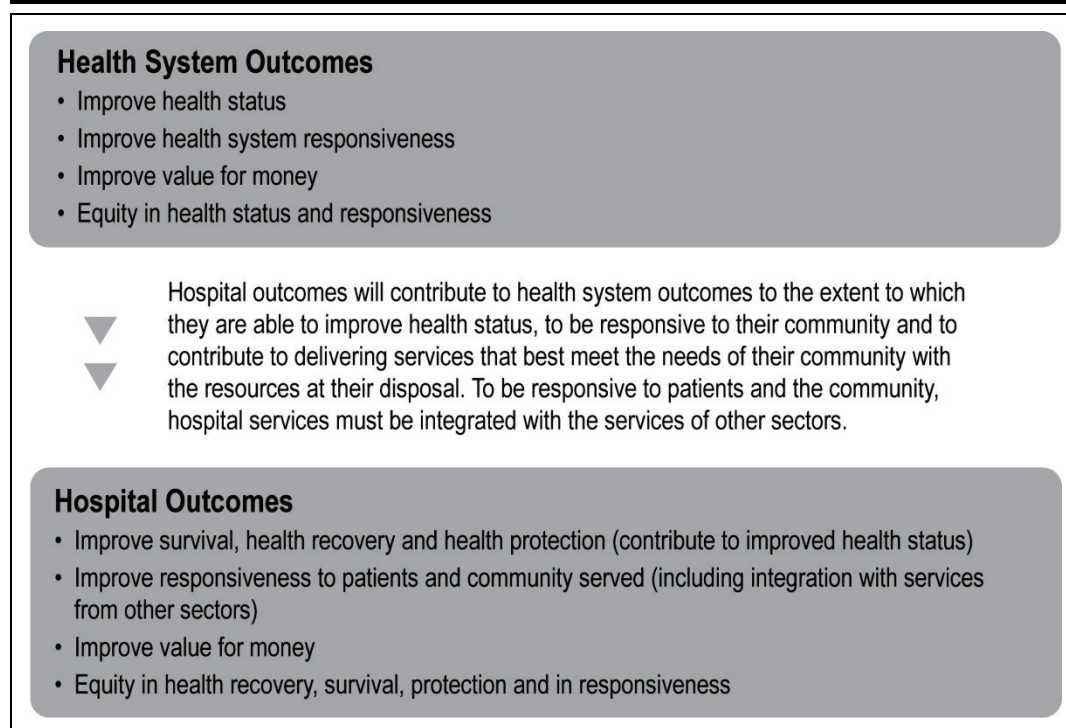 Health System Outcomes
• Improve health status
• Improve health system responsiveness
• Improve value for money
• Equity in health status and responsiveness
Hospital outcomes will contribute to health system outcomes to the extent to which
they are able to improve health status, to be responsive to their community and to
contribute to delivering services that best meet the needs of their community with
the resources at their disposal. To be responsive to patients and the community,
hospital services must be integrated with the services of other sectors.
Hospital Outcomes
• Improve survival, health recovery and health protection (contribute to improved health status)
• Improve responsiveness to patients and community served (including integration with services
from other sectors)
• Improve value for money
• Equity in health recovery, survival, protection and in responsiveness